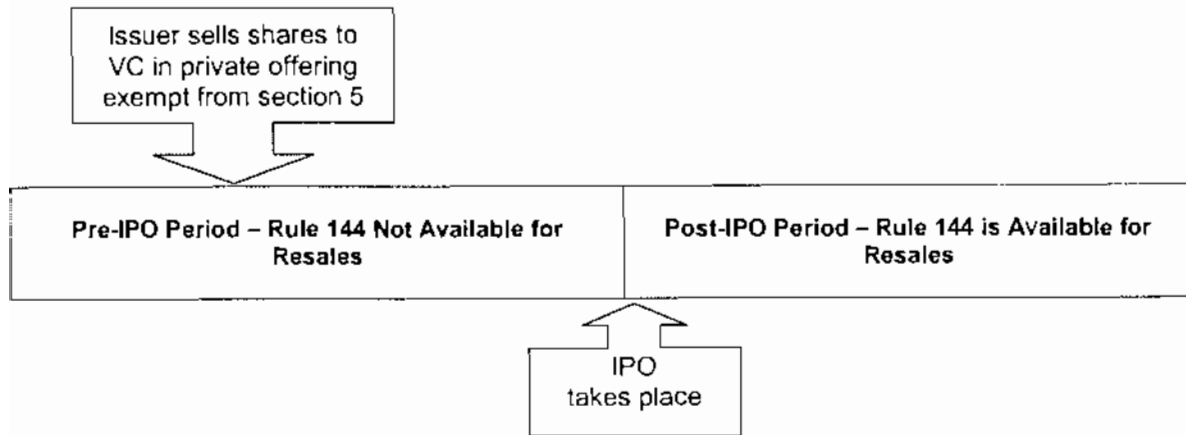 Issuer sells shares to
VC in private offering
exempt from section 5
Pre-IPO Period – Rule 144 Not Available for
Resales
Post-IPO Period – Rule 144 is Available for
Resales
IPO
takes place